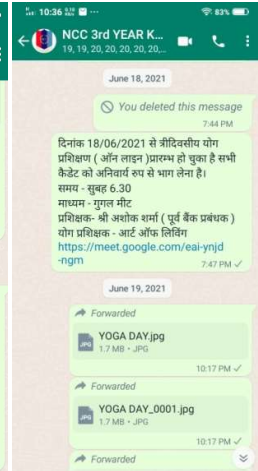 10:36 83%
NCC 3rd YEAR K...
19, 19, 20, 20, 20, 20, 20,...
June 18, 2021
You deleted this message
7:44 PM
दिनांक 18/06/2021 से त्रीदिवसीय योग
प्रशिक्षण ( ऑन लाइन )प्रारम्भ हो चुका है सभी
कैडेट को अनिवार्य रुप से भाग लेना है।
समय - सुबह 6.30
माध्यम - गुगल मीट
प्रशिक्षक- श्री अशोक शर्मा ( पूर्व बैंक प्रबंधक )
योग प्रशिक्षक - आर्ट ऑफ लिविंग
https://meet.google.com/eai-ynjd
-ngm
7:47 PM
June 19, 2021
Forwarded
JPG
YOGA DAY.jpg
1.7 MB • JPG
10:17 PM
Forwarded
JPG
YOGA DAY_0001.jpg
1.7 MB • JPG
10:17 PM
Forwarded